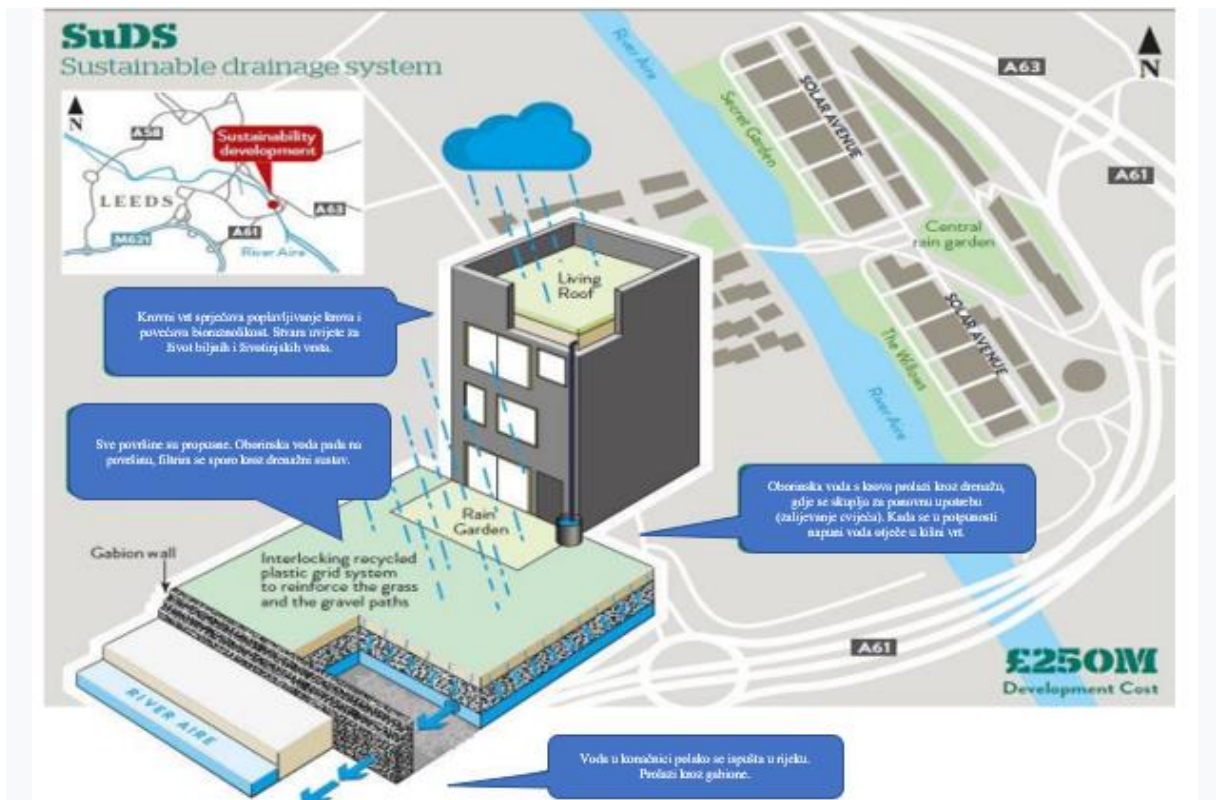 SuDS
Sustainable drainage system
N
A58
Sustainability
development
LEEDS
A63
A61
M621
River Aire
River Aire
Secret Garden
SOLAR AVENUE
A63
N
A61
Central
rain garden
SOLAR AVENUE
The Willows
River Aire
Living
Roof
Krovni vrt sprječava poplavljivanje krova i
povećava bioraznolikost. Stvara uvijete za
život biljnih i životinjskih vrsta.
Sve površine su propusne. Oborinska voda pada na
površinu, filtrira se sporo kroz drenažni sustav.
Oborinska voda s krova prolazi kroz drenažu,
gdje se skuplja za ponovnu upotrebu
(zalijevanje cvijeća). Kada se u potpunosti
napuni voda otječe u kišni vrt.
Rain
Garden
Gabion wall
Interlocking recycled
plastic grid system
to reinforce the grass
and the gravel paths
A61
£250M
Development Cost
RIVER AIRE
Voda u konačnici polako se ispušta u rijeku.
Prolazi kroz gabione.